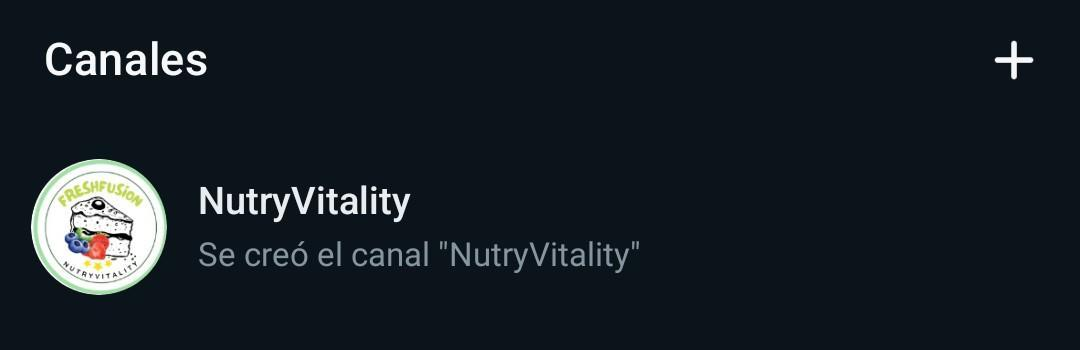 Canales
FRESHFUSION
NUTRYVITALITY
NutryVitality
Se creó el canal "NutryVitality"